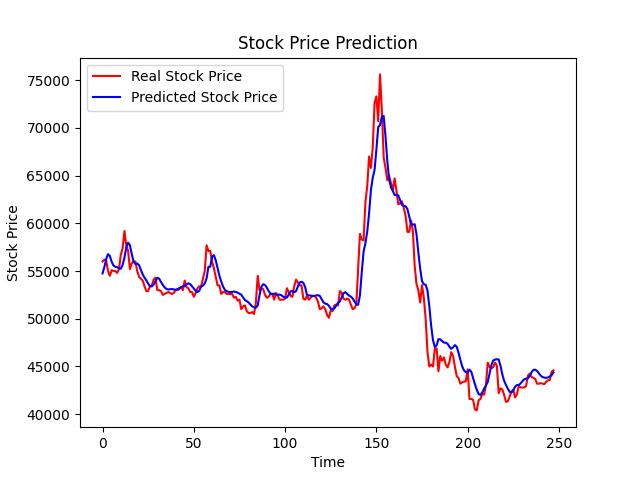 Stock Price Prediction
Real Stock Price
Predicted Stock Price
Stock Price
75000
70000
65000
60000
55000
50000
45000
40000
0 50 100 150 200 250
Time